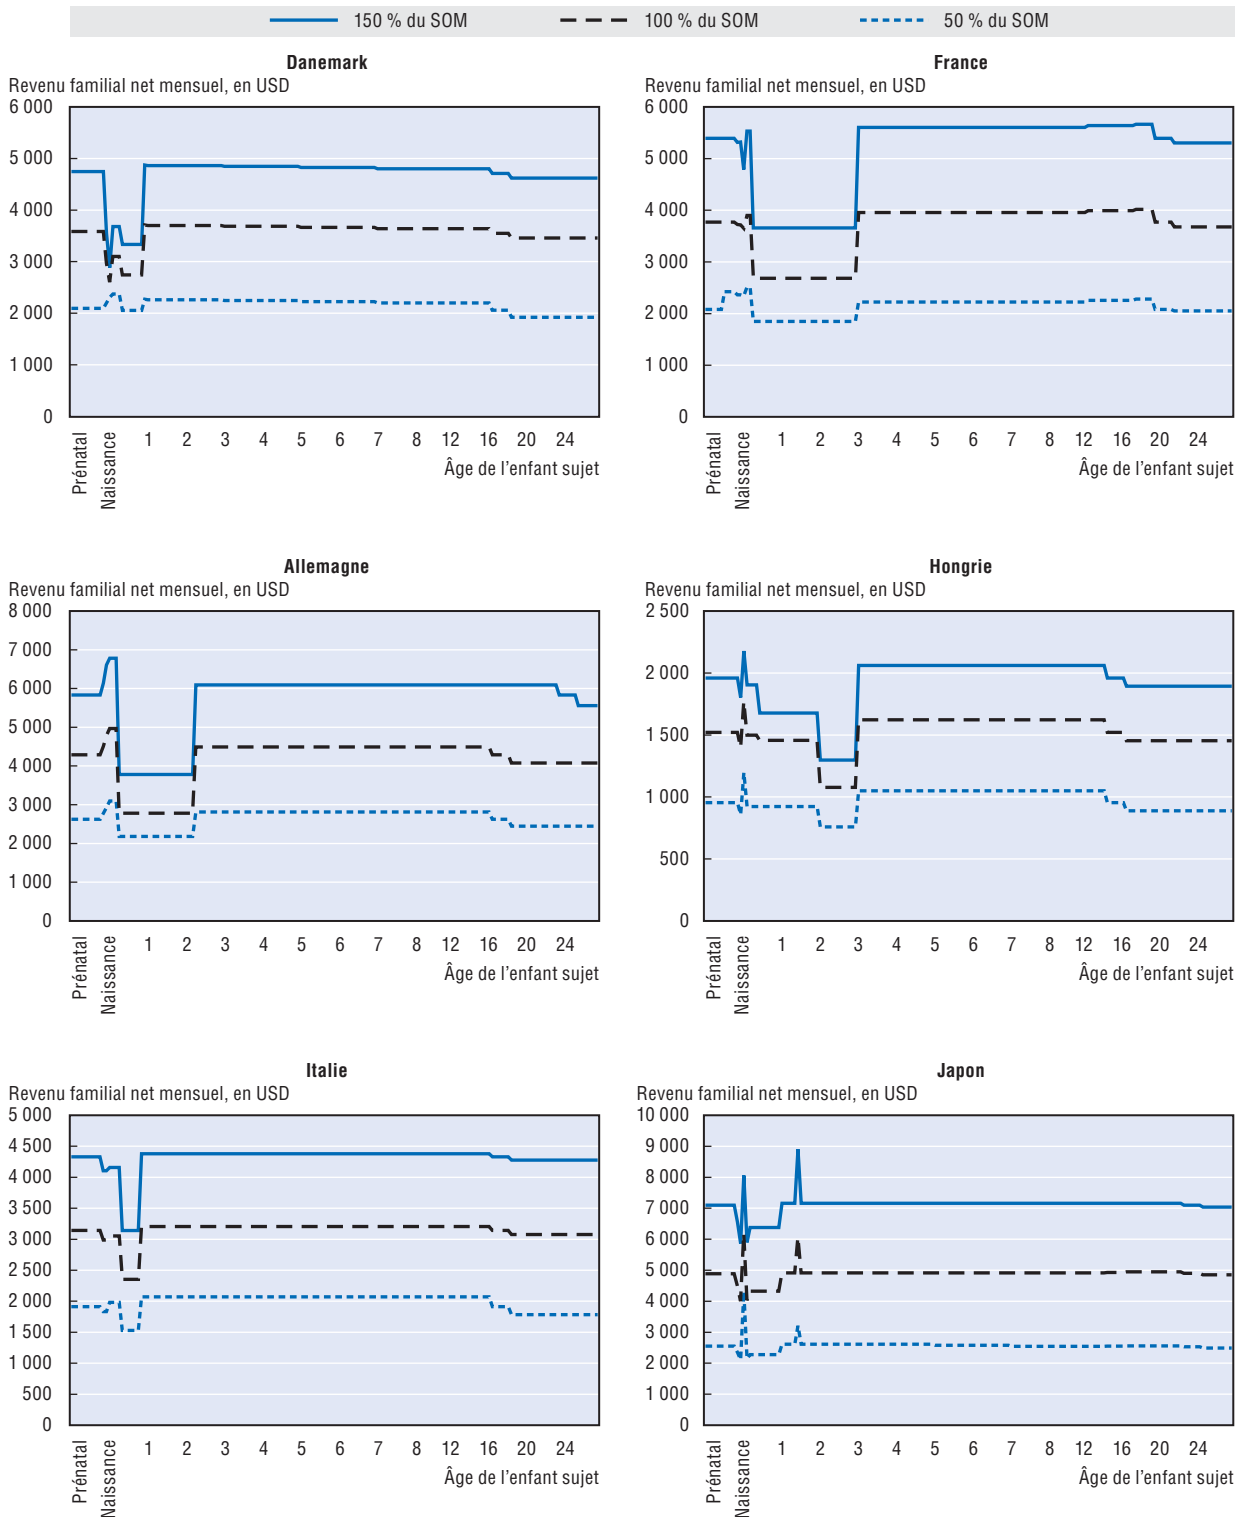 150 % du SOM
100 % du SOM
50 % du SOM
Danemark
Revenu familial net mensuel, en USD
6 000
5 000
4 000
3 000
2 000
1 000
0
Prénatal
Naissance
1 2 3 4 5 6 7 8 12 16 20 24
Âge de l'enfant sujet
France
Revenu familial net mensuel, en USD
6 000
5 000
4 000
3 000
2 000
1 000
0
Prénatal
Naissance
1 2 3 4 5 6 7 8 12 16 20 24
Âge de l'enfant sujet
Allemagne
Revenu familial net mensuel, en USD
8 000
7 000
6 000
5 000
4 000
3 000
2 000
1 000
0
Prénatal
Naissance
1 2 3 4 5 6 7 8 12 16 20 24
Âge de l'enfant sujet
Hongrie
Revenu familial net mensuel, en USD
2 500
2 000
1 500
1 000
500
0
Prénatal
Naissance
1 2 3 4 5 6 7 8 12 16 20 24
Âge de l'enfant sujet
Italie
Revenu familial net mensuel, en USD
5 000
4 500
4 000
3 500
3 000
2 500
2 000
1 500
1 000
500
0
Prénatal
Naissance
1 2 3 4 5 6 7 8 12 16 20 24
Âge de l'enfant sujet
Japon
Revenu familial net mensuel, en USD
10 000
9 000
8 000
7 000
6 000
5 000
4 000
3 000
2 000
1 000
0
Prénatal
Naissance
1 2 3 4 5 6 7 8 12 16 20 24
Âge de l'enfant sujet